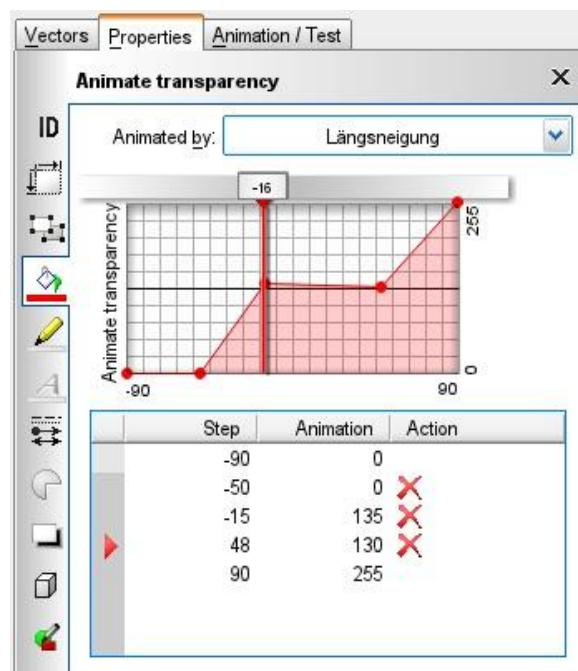 Vectors Properties Animation / Test
Animate transparency
ID
Animated by: Längsneigung
-16
Animate transparency
255
0
-90 90
Step Animation Action
-90 0
-50 0
-15 135
48 130
90 255
A